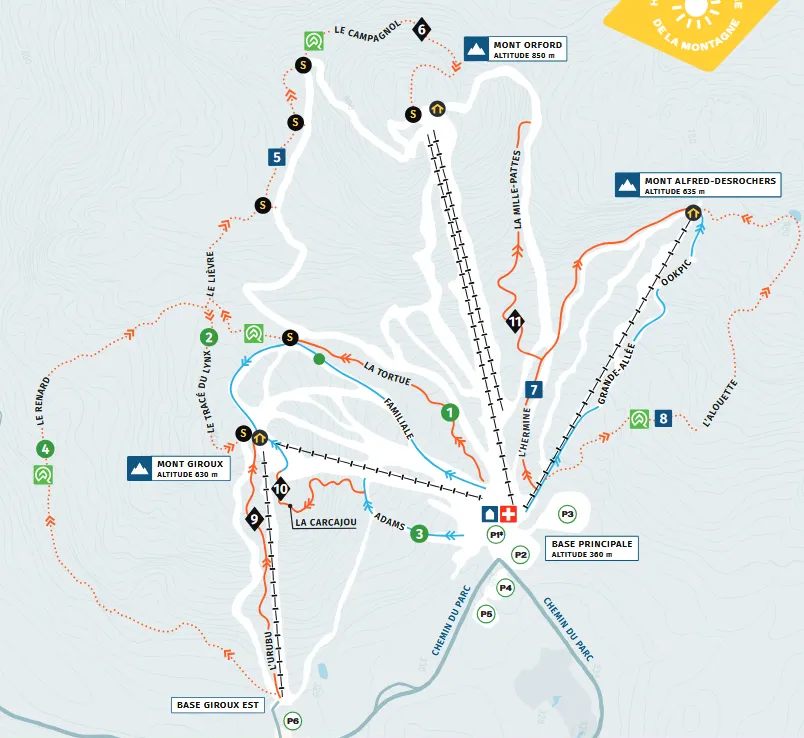 DE LA MONTAGNE
LE CAMPAGNOL
6
MONT ORFORD
ALTITUDE 850 m
S
S
S
5
S
LA MILLE-PATTES
MONT ALFRED-DESROCHERS
ALTITUDE 635 m
OOKPIC
LE LIÈVRE
2
S
11
LA TORTUE
GRANDE-ALLÉE
LE TRACÉ DU LYNX
LE RENARD
FAMILIALE
1
7
8
L'ALOUETTE
L'HERMINE
4
S
MONT GIROUX
ALTITUDE 630 m
10
9
LA CARCAJOU
ADAMS
3
P1
P2
P3
BASE PRINCIPALE
ALTITUDE 360 m
P4
P5
CHEMIN DU PARC
CHEMIN DU PARC
L'URUBU
BASE GIROUX EST
P6